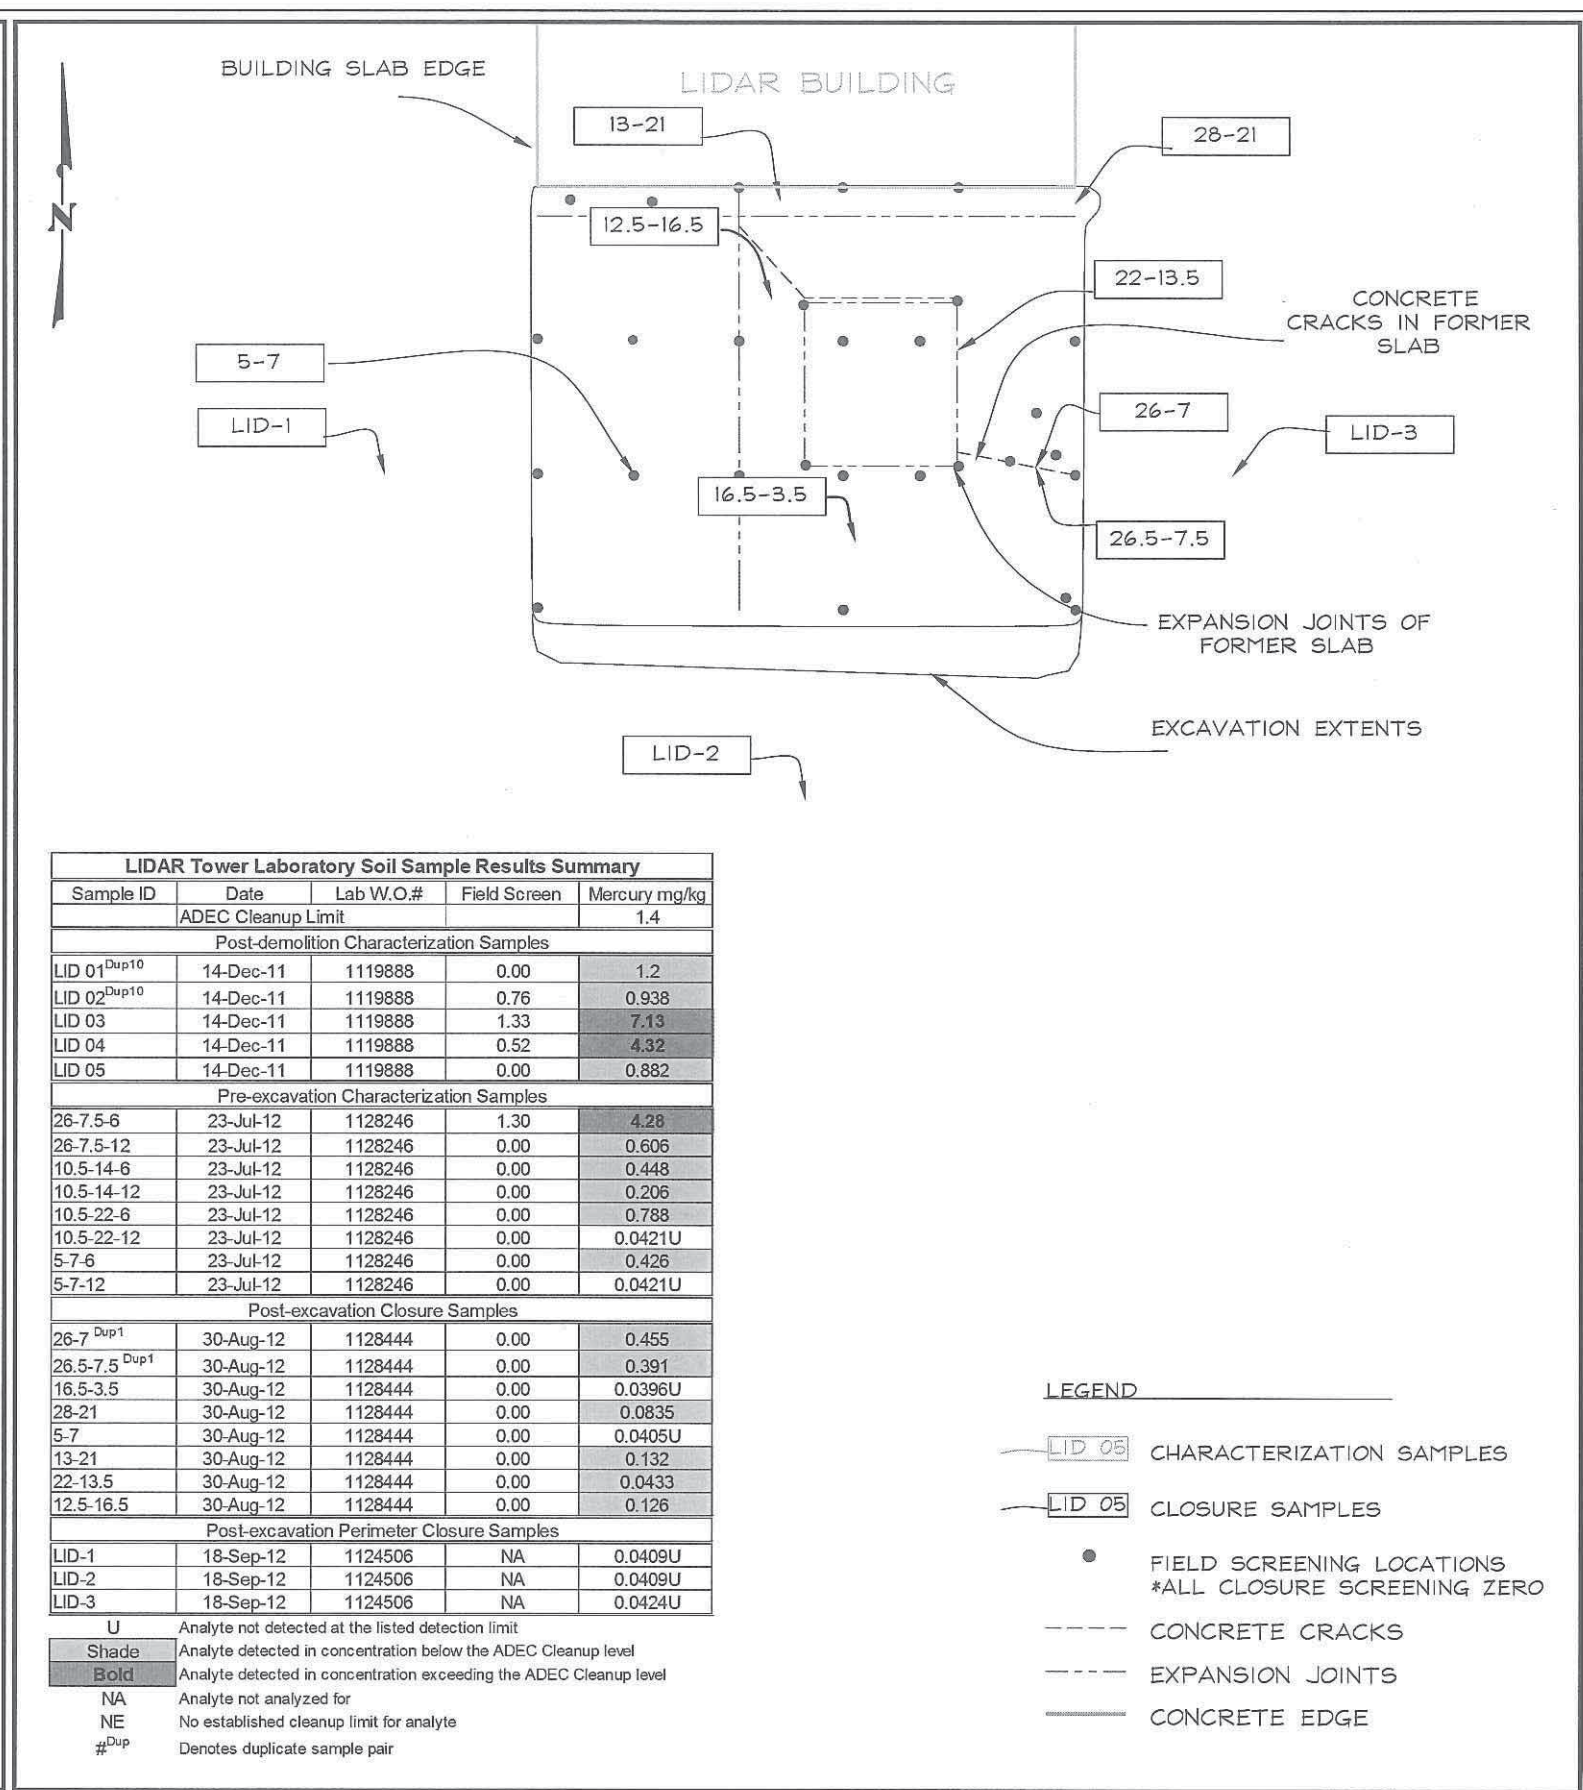 BUILDING SLAB EDGE
LIDAR BUILDING
13-21
28-21
N
12.5-16.5
22-13.5
CONCRETE
CRACKS IN FORMER
SLAB
5-7
26-7
LID-1
LID-3
16.5-3.5
26.5-7.5
EXPANSION JOINTS OF
FORMER SLAB
EXCAVATION EXTENTS
LID-2
LIDAR Tower Laboratory Soil Sample Results Summary
Sample ID Date Lab W.O.# Field Screen Mercury mg/kg
ADEC Cleanup Limit 1.4
Post-demolition Characterization Samples
LID 01Dup10 14-Dec-11 1119888 0.00 1.2
LID 02Dup10 14-Dec-11 1119888 0.76 0.938
LID 03 14-Dec-11 1119888 1.33 7.13
LID 04 14-Dec-11 1119888 0.52 4.32
LID 05 14-Dec-11 1119888 0.00 0.882
Pre-excavation Characterization Samples
26-7.5-6 23-Jul-12 1128246 1.30 4.28
26-7.5-12 23-Jul-12 1128246 0.00 0.606
10.5-14-6 23-Jul-12 1128246 0.00 0.448
10.5-14-12 23-Jul-12 1128246 0.00 0.206
10.5-22-6 23-Jul-12 1128246 0.00 0.788
10.5-22-12 23-Jul-12 1128246 0.00 0.0421U
5-7-6 23-Jul-12 1128246 0.00 0.426
5-7-12 23-Jul-12 1128246 0.00 0.0421U
Post-excavation Closure Samples
26-7 Dup1 30-Aug-12 1128444 0.00 0.455
26.5-7.5 Dup1 30-Aug-12 1128444 0.00 0.391
16.5-3.5 30-Aug-12 1128444 0.00 0.0396U
28-21 30-Aug-12 1128444 0.00 0.0835
5-7 30-Aug-12 1128444 0.00 0.0405U
13-21 30-Aug-12 1128444 0.00 0.132
22-13.5 30-Aug-12 1128444 0.00 0.0433
12.5-16.5 30-Aug-12 1128444 0.00 0.126
Post-excavation Perimeter Closure Samples
LID-1 18-Sep-12 1124506 NA 0.0409U
LID-2 18-Sep-12 1124506 NA 0.0409U
LID-3 18-Sep-12 1124506 NA 0.0424U
U Analyte not detected at the listed detection limit
Shade Analyte detected in concentration below the ADEC Cleanup level
Bold Analyte detected in concentration exceeding the ADEC Cleanup level
NA Analyte not analyzed for
NE No established cleanup limit for analyte
#Dup Denotes duplicate sample pair
LEGEND
LID 05 CHARACTERIZATION SAMPLES
LID 05 CLOSURE SAMPLES
FIELD SCREENING LOCATIONS
*ALL CLOSURE SCREENING ZERO
CONCRETE CRACKS
EXPANSION JOINTS
CONCRETE EDGE